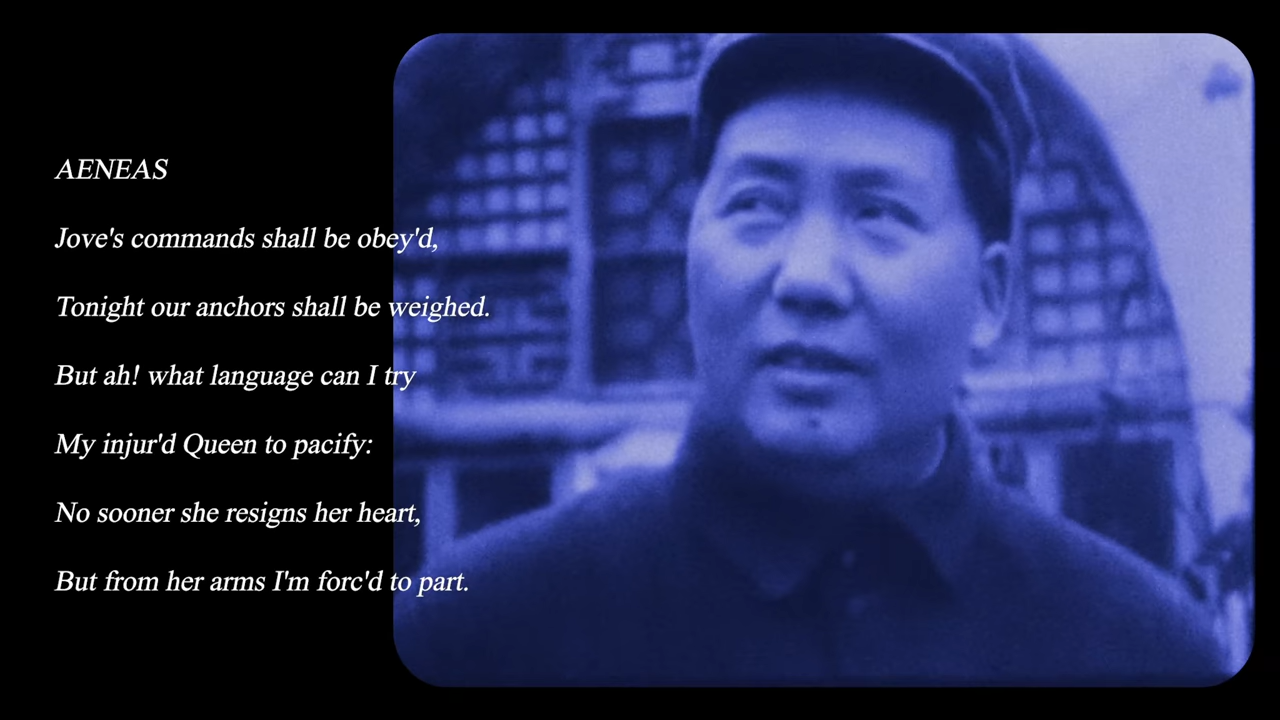 AENEAS
Jove's commands shall be obey'd,
Tonight our anchors shall be weighed.
But ah! what language can I try
My injur'd Queen to pacify:
No sooner she resigns her heart,
But from her arms I'm forc'd to part.